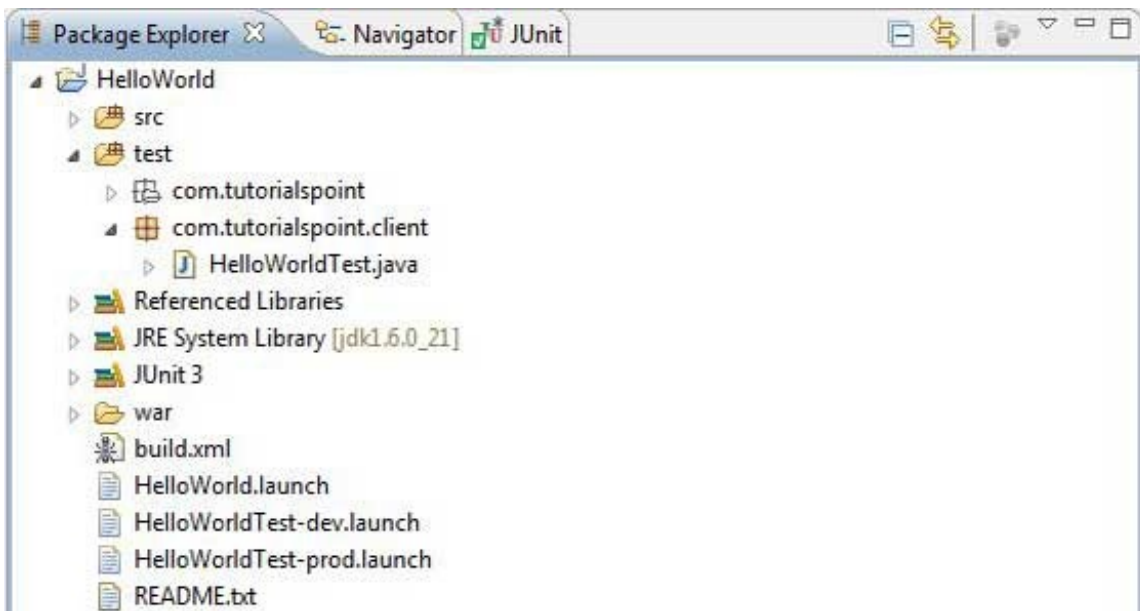 Package Explorer Navigator JUnit
HelloWorld
src
test
com.tutorialspoint
com.tutorialspoint.client
HelloWorldTest.java
Referenced Libraries
JRE System Library [jdk1.6.0_21]
JUnit 3
war
build.xml
HelloWorld.launch
HelloWorldTest-dev.launch
HelloWorldTest-prod.launch
README.txt